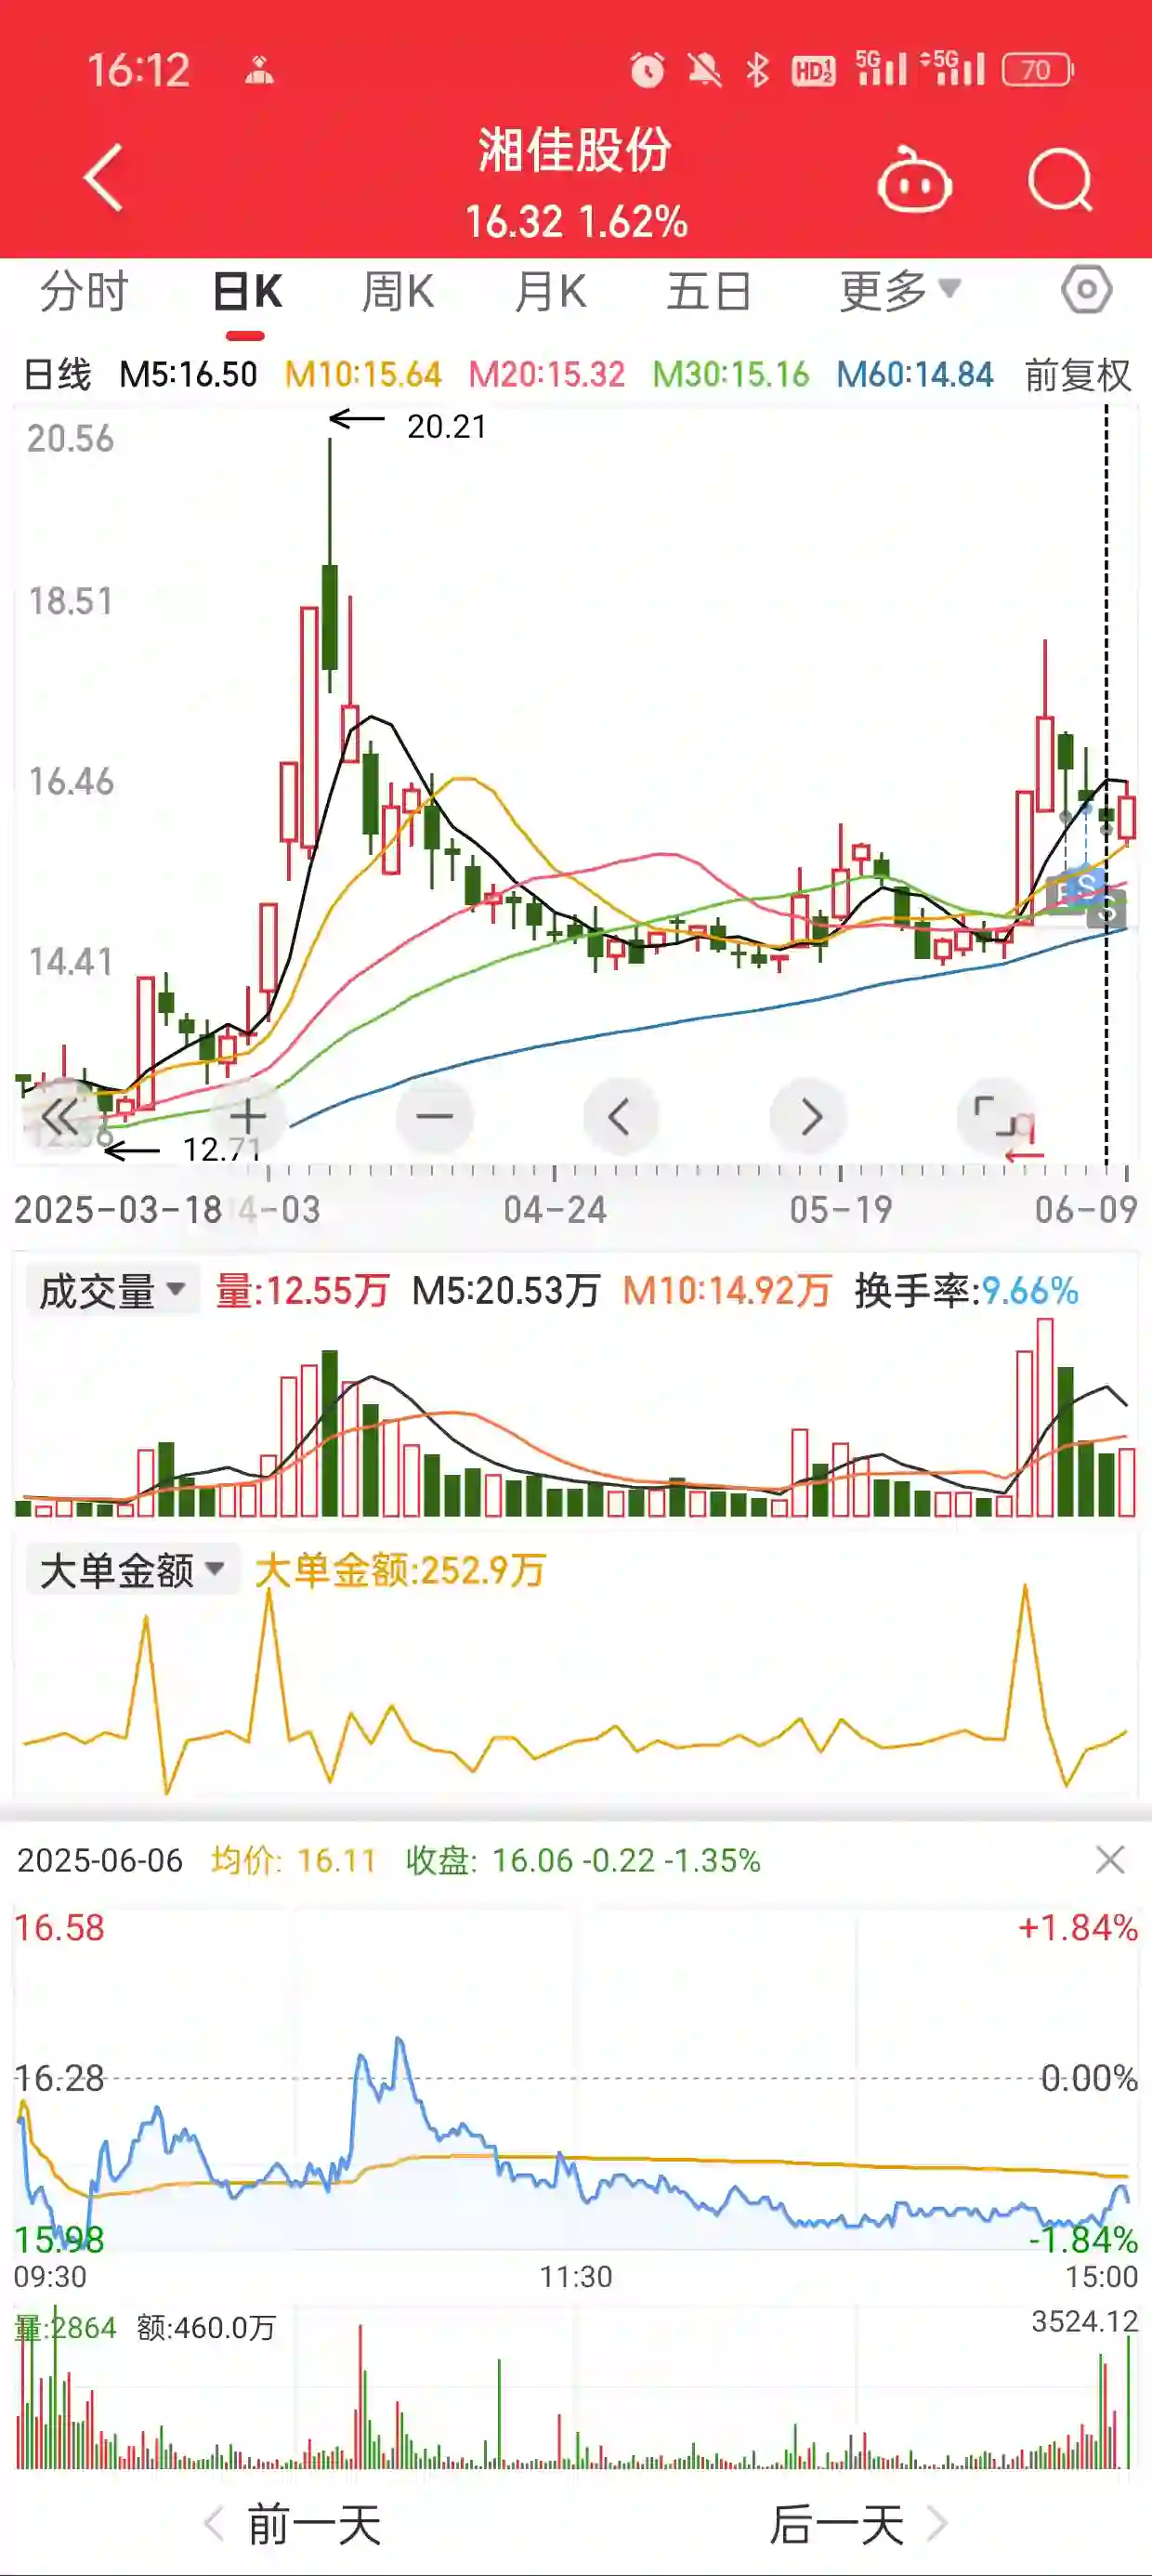 16:12 HD 1 2 5G 5G 70
湘佳股份
16.32 1.62%
分时 日K 周K 月K 五日 更多
日线 M5:16.50 M10:15.64 M20:15.32 M30:15.16 M60:14.84 前复权
20.21
20.56
18.51
16.46
14.41
S
S
12.71
q
2025-03-18 4-03 04-24 05-19 06-09
成交量 量:12.55万 M5:20.53万 M10:14.92万 换手率:9.66%
大单金额 大单金额:252.9万
2025-06-06 均价: 16.11 收盘: 16.06 -0.22 -1.35%
16.58 +1.84%
16.28 0.00%
15.98 -1.84%
09:30 11:30 15:00
量:2864 额:460.0万 3524.12
前一天 后一天